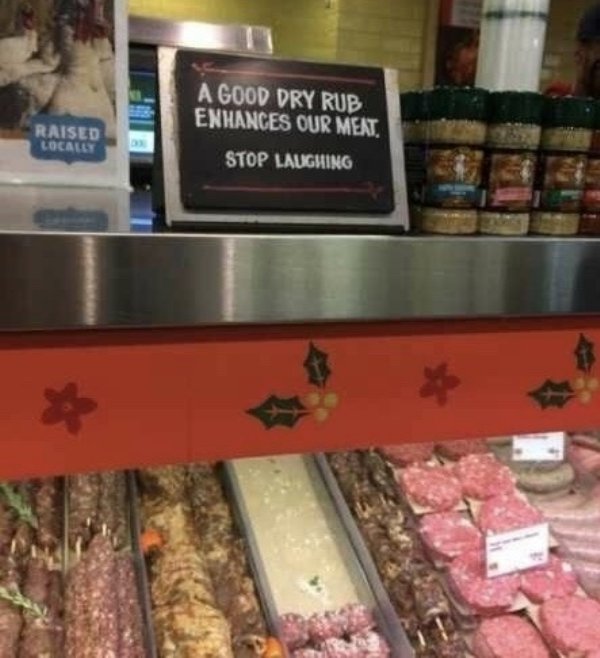 A GOOD DRY RUB
ENHANCES OUR MEAT.
STOP LAUGHING
RAISED
LOCALLY